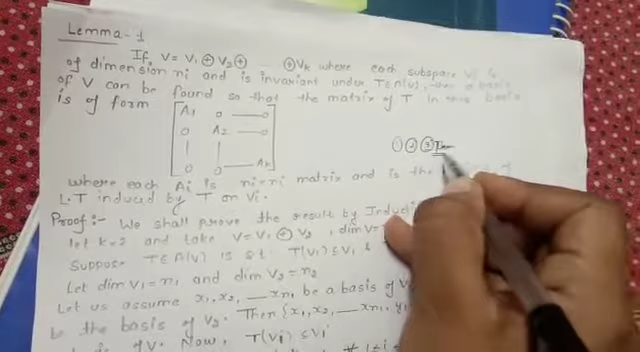 Lemma-1
If V = V₁ ⊕ V₂ ⊕ ⊕Vk where each subspace Vi is
of dimension ni and is invariant under T∈A(V), then a basis
of V can be found so that the matrix of T in this basis
is of form
[A₁ 0 — 0
0 A₂ — 0
| | |
0 — Ak]
① ② ③
where each Ai is ni×ni matrix and is the of
L.T induced by T on Vi.
Proof:- We shall prove the result by
let k=2 and take V = V₁ ⊕ V₂ , dim V=
Suppose T∈A(V) is s.t. T(V₁)⊆V₁ &
Let dim V₁ = n₁ and dim V₂ = n₂
Let us assume x₁, x₂, — xn₁ be a basis of V
be the basis of V₂. Then {x₁, x₂, — xn₁, y₁
of V. Now, T(Vi) ⊆ Vi